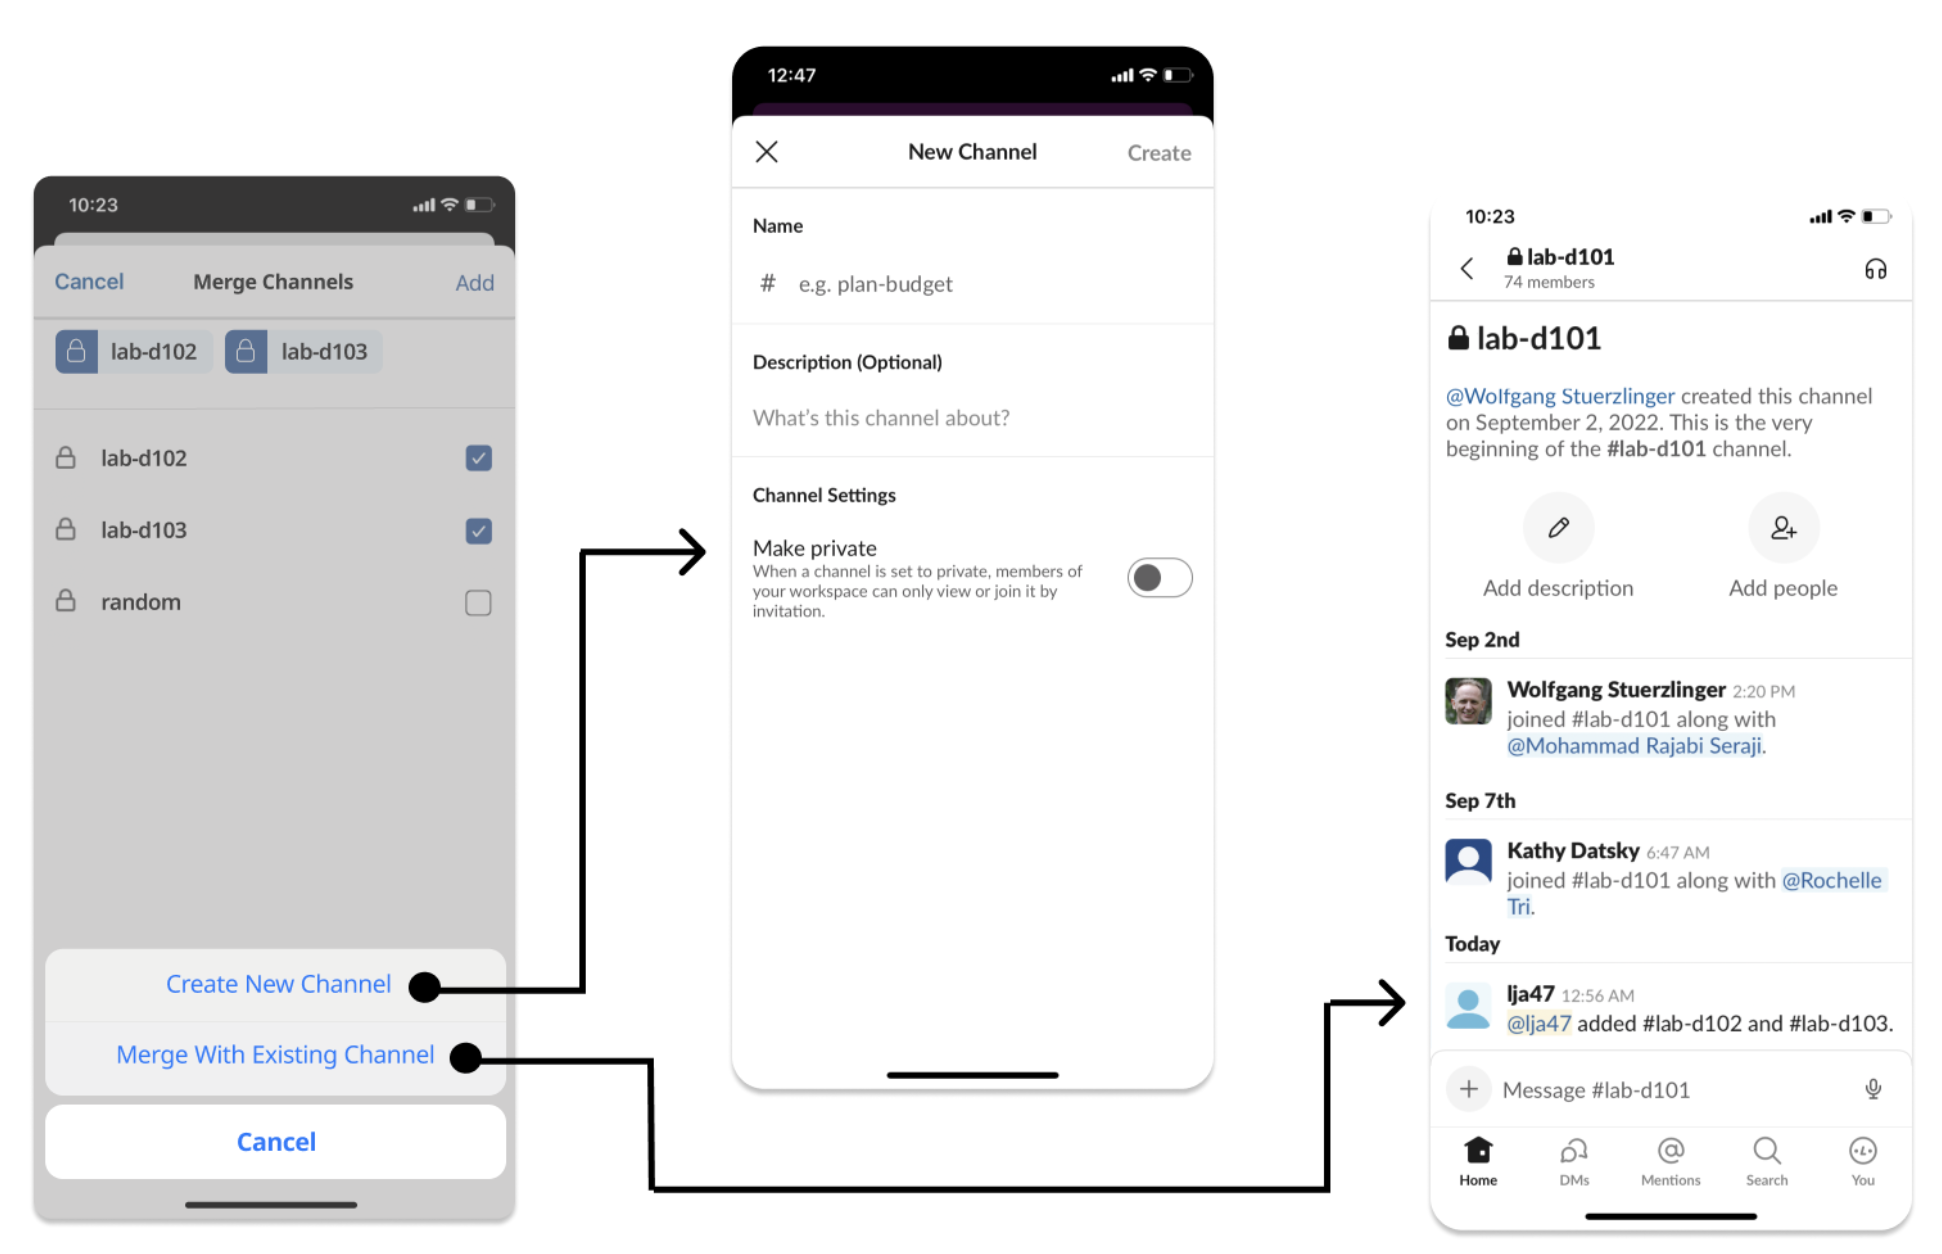 10:23
Cancel
Merge Channels
Add
lab-d102
lab-d103
lab-d102
lab-d103
random
Create New Channel
Merge With Existing Channel
Cancel
12:47
New Channel
Create
Name
# e.g. plan-budget
Description (Optional)
What's this channel about?
Channel Settings
Make private
When a channel is set to private, members of
your workspace can only view or join it by
invitation.
10:23
lab-d101
74 members
lab-d101
@Wolfgang Stuerzlinger created this channel
on September 2, 2022. This is the very
beginning of the #lab-d101 channel.
Add description
Add people
Sep 2nd
Wolfgang Stuerzlinger 2:20 PM
joined #lab-d101 along with
@Mohammad Rajabi Seraji.
Sep 7th
Kathy Datsky 6:47 AM
joined #lab-d101 along with @Rochelle
Tri.
Today
lja47 12:56 AM
@lja47 added #lab-d102 and #lab-d103.
+ Message #lab-d101
Home
DMs
Mentions
Search
You